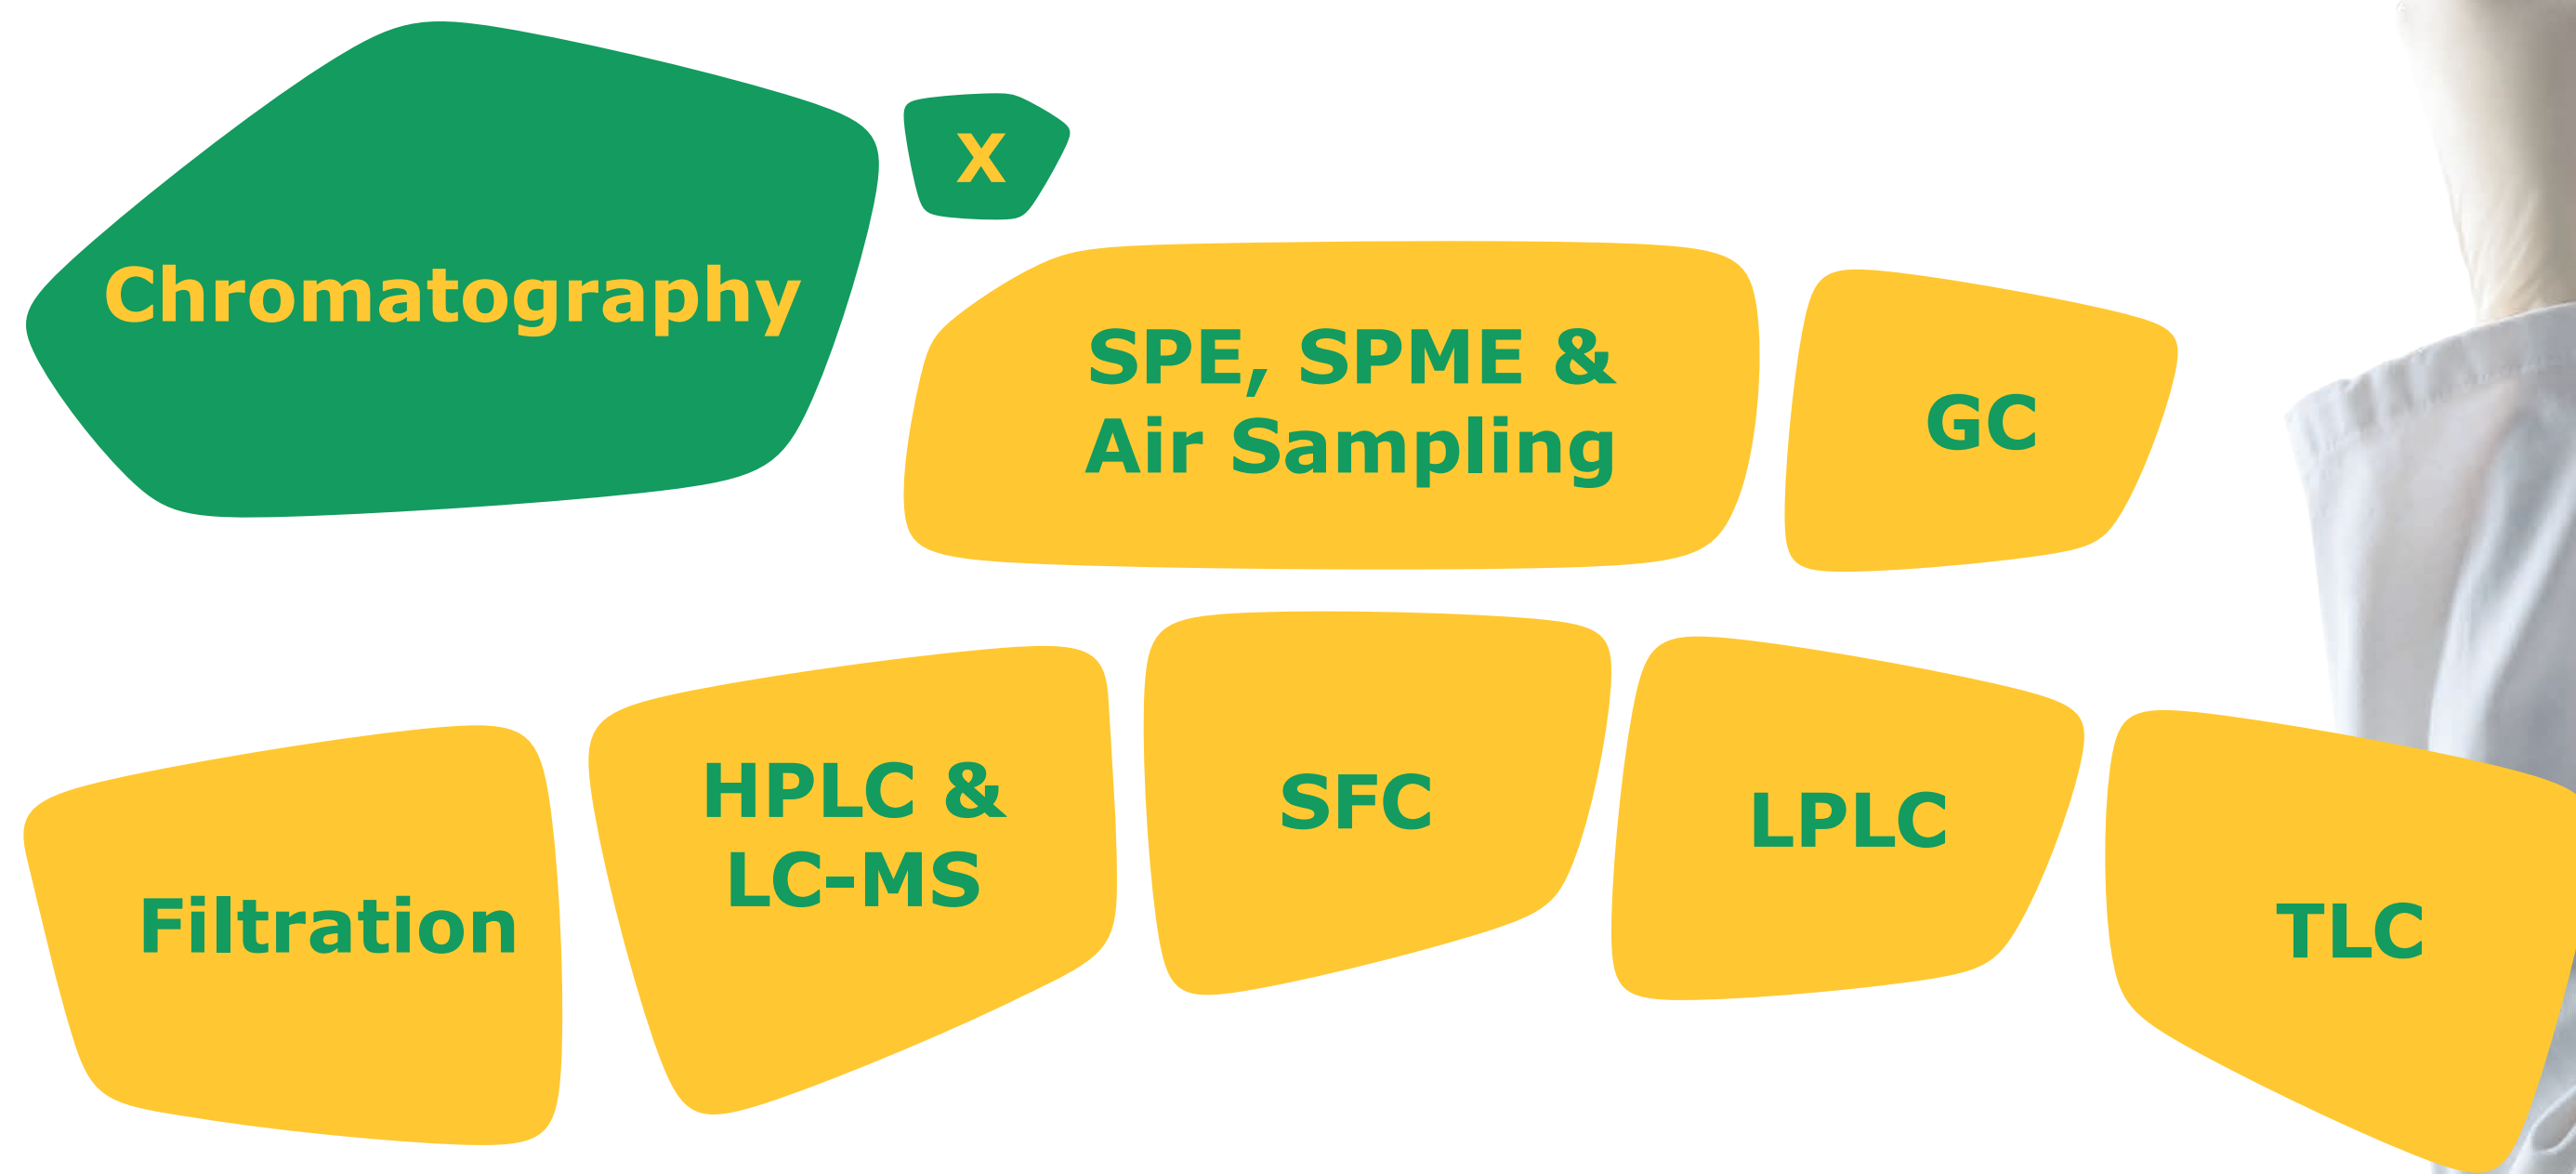 Chromatography
X
SPE, SPME &
Air Sampling
GC
Filtration
HPLC &
LC-MS
SFC
LPLC
TLC